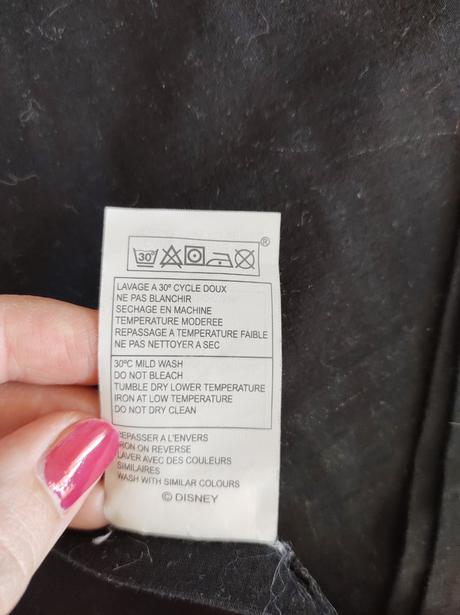 30°
®
LAVAGE A 30° CYCLE DOUX
NE PAS BLANCHIR
SECHAGE EN MACHINE
TEMPERATURE MODEREE
REPASSAGE A TEMPERATURE FAIBLE
NE PAS NETTOYER A SEC
30°C MILD WASH
DO NOT BLEACH
TUMBLE DRY LOWER TEMPERATURE
IRON AT LOW TEMPERATURE
DO NOT DRY CLEAN
REPASSER A L'ENVERS
IRON ON REVERSE
LAVER AVEC DES COULEURS
SIMILAIRES
WASH WITH SIMILAR COLOURS
© DISNEY